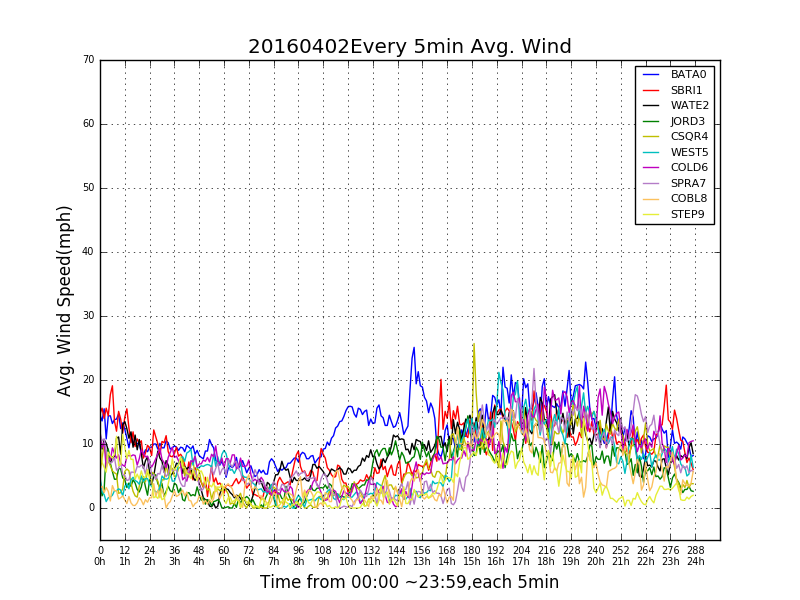 20160402Every 5min Avg. Wind
70
60
50
40
30
20
10
0
Avg. Wind Speed(mph)
BATA0
SBRI1
WATE2
JORD3
CSQR4
WEST5
COLD6
SPRA7
COBL8
STEP9
0 12 24 36 48 60 72 84 96 108 120 132 144 156 168 180 192 204 216 228 240 252 264 276 288
0h 1h 2h 3h 4h 5h 6h 7h 8h 9h 10h 11h 12h 13h 14h 15h 16h 17h 18h 19h 20h 21h 22h 23h 24h
Time from 00:00 ~23:59,each 5min